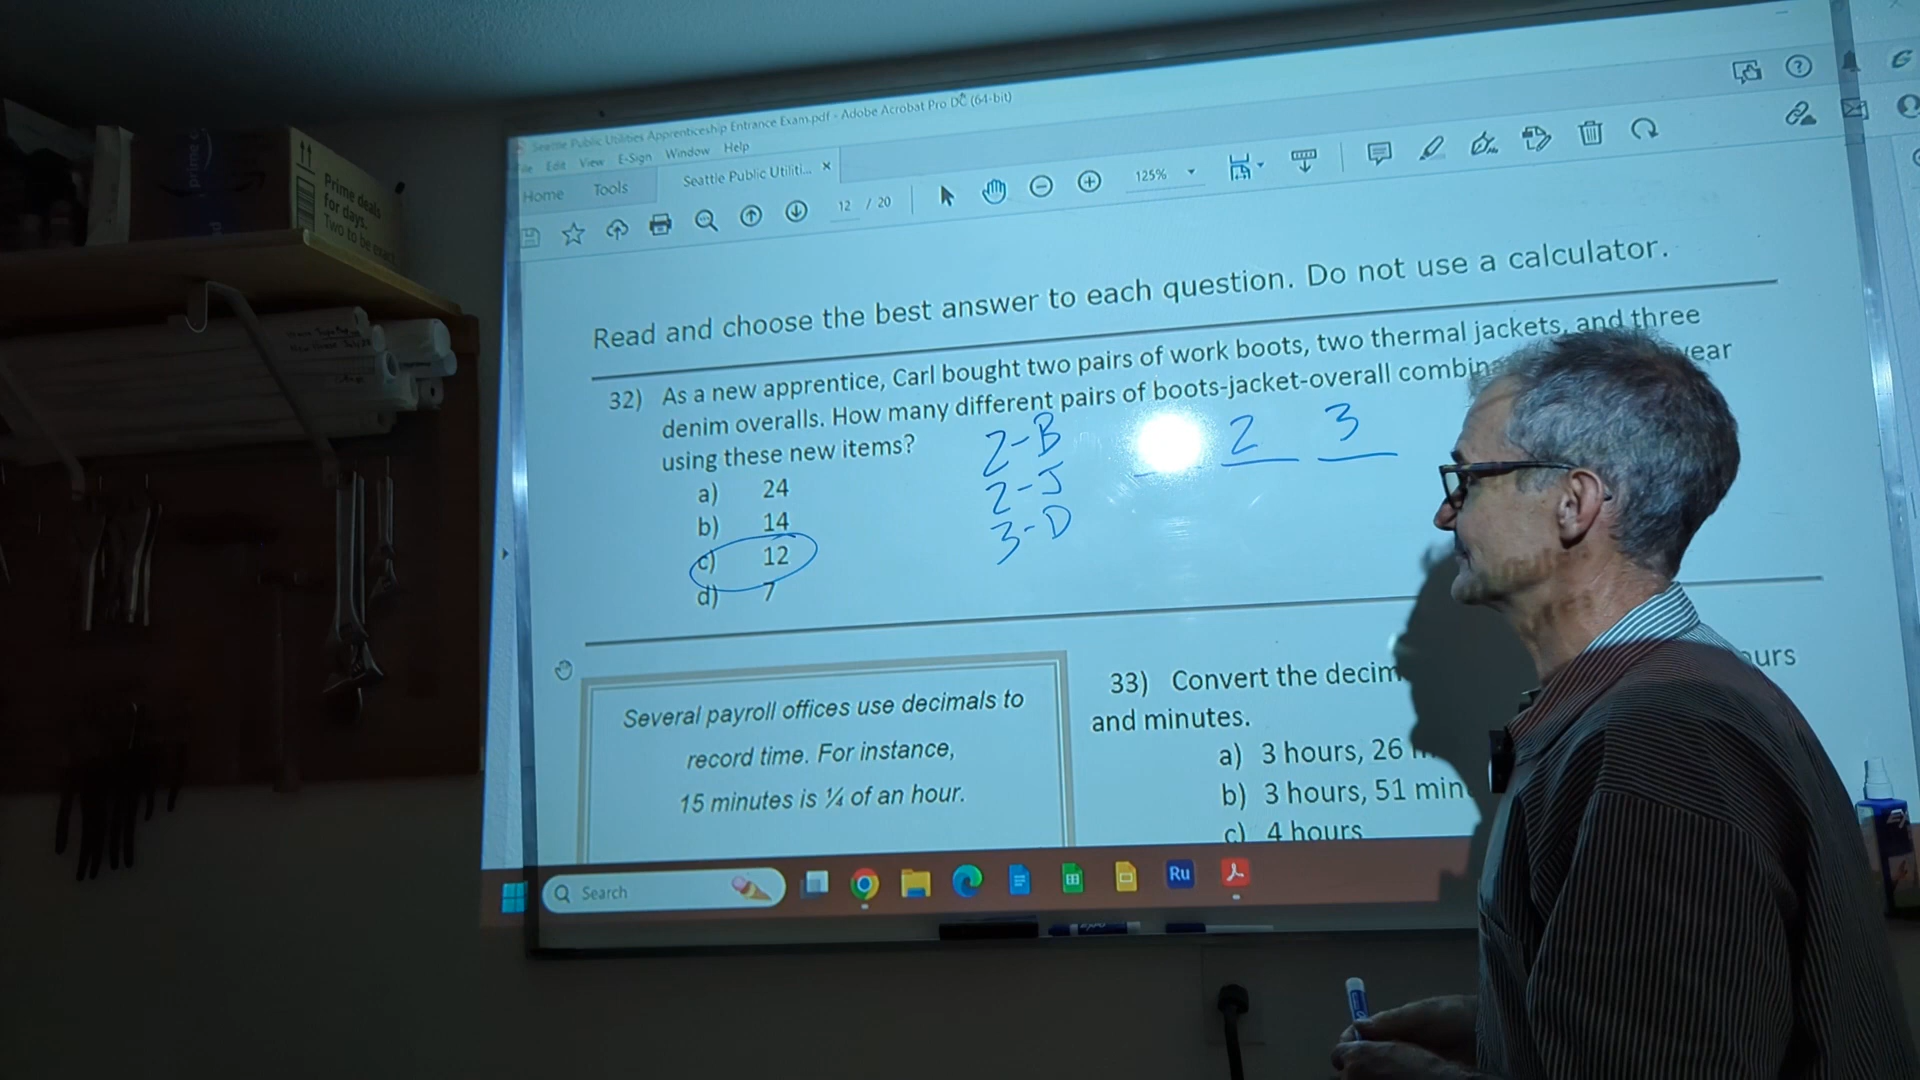 Seattle Public Utilities Apprenticeship Entrance Exam.pdf - Adobe Acrobat Pro DC (64-bit)
Edit View E-Sign Window Help
Home Tools Seattle Public Utiliti... ×
12 / 20 125%
Read and choose the best answer to each question. Do not use a calculator.
32) As a new apprentice, Carl bought two pairs of work boots, two thermal jackets, and three
denim overalls. How many different pairs of boots-jacket-overall wear
using these new items?
a) 24
b) 14
c) 12
d) 7
2-B
2-J
3-D
2 3
Several payroll offices use decimals to
record time. For instance,
15 minutes is ¼ of an hour.
33) Convert the
and minutes.
a) 3 hours, 26
b) 3 hours, 51
c) 4 hours
Search
Ru
Prime deals
for days.
Two to be
prime
EXPO